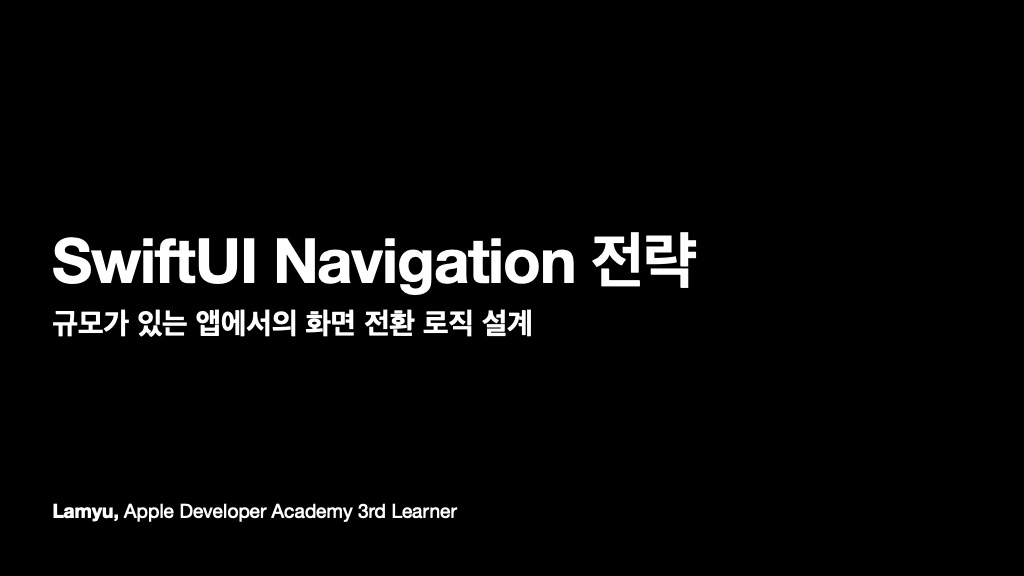 SwiftUI Navigation 전략
규모가 있는 앱에서의 화면 전환 로직 설계
Lamyu, Apple Developer Academy 3rd Learner